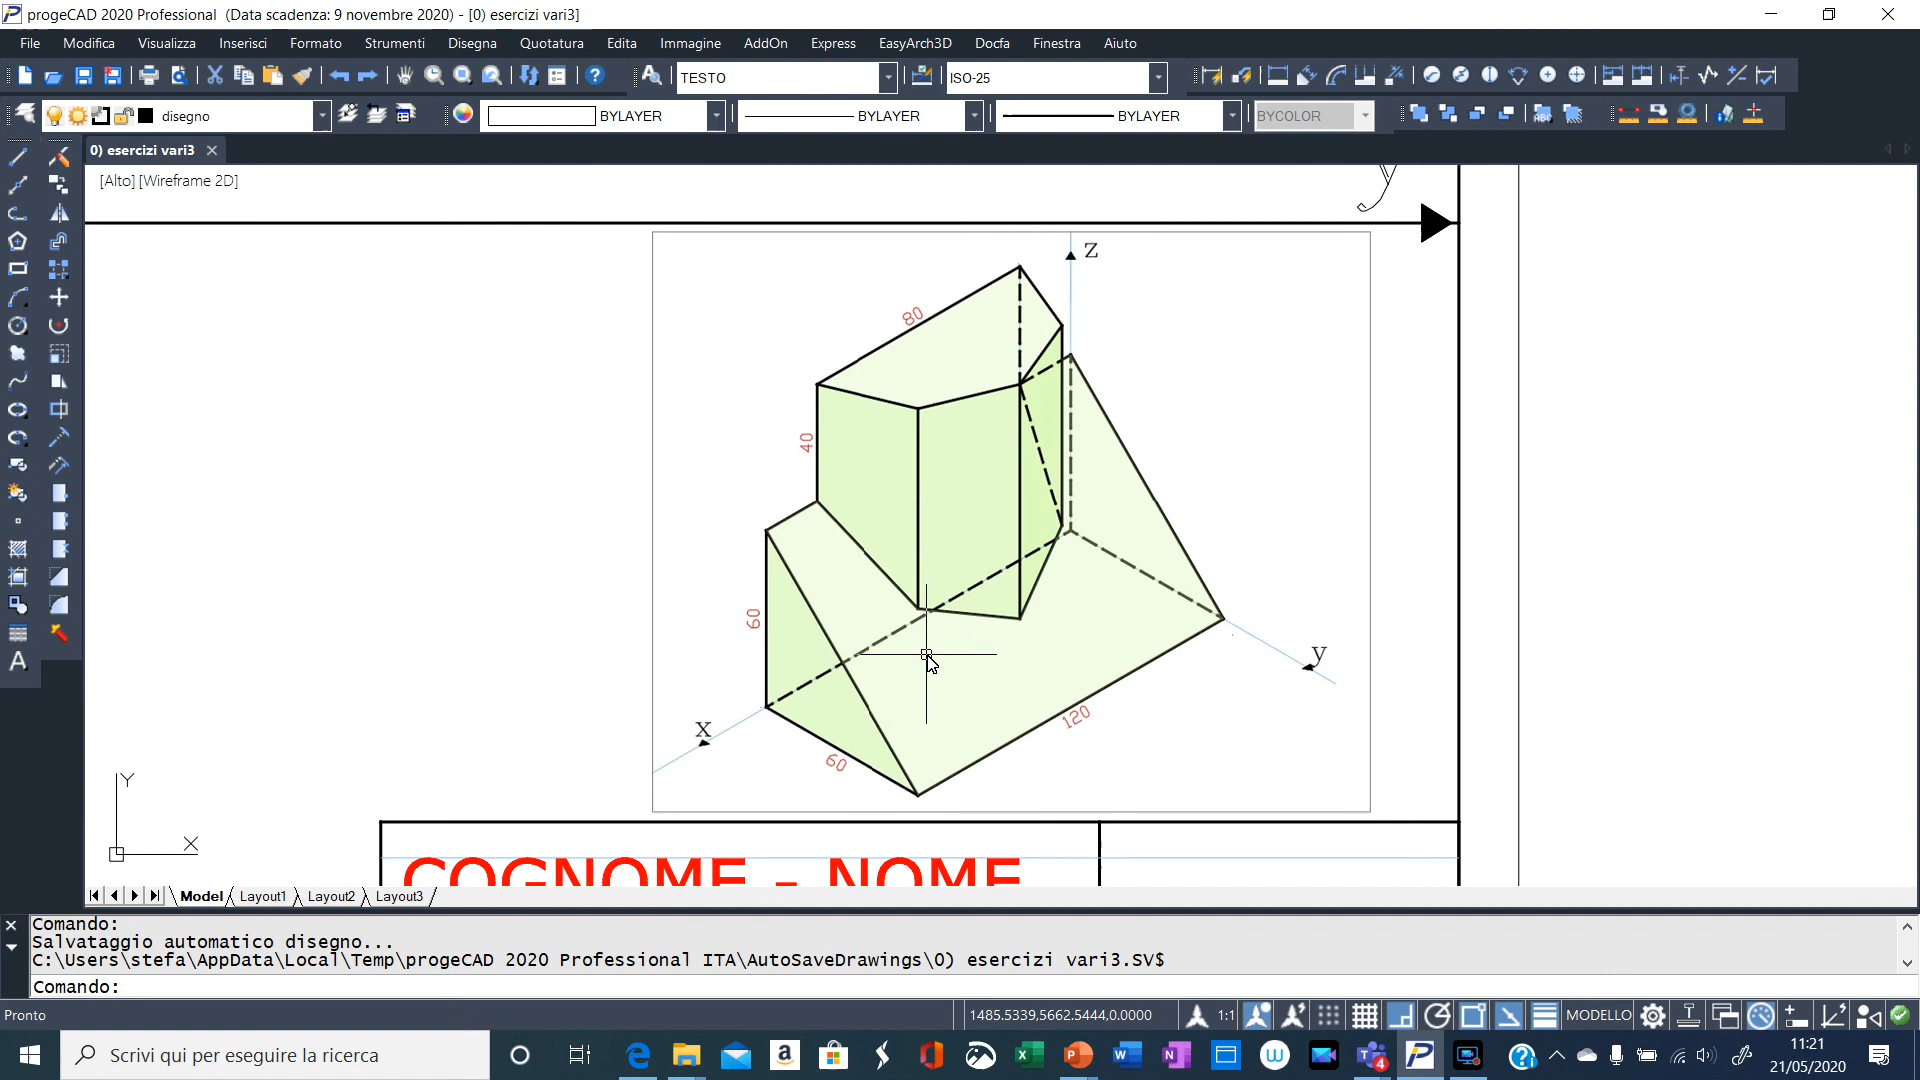 progeCAD 2020 Professional (Data scadenza: 9 novembre 2020) - [0) esercizi vari3]
File Modifica Visualizza Inserisci Formato Strumenti Disegna Quotatura Edita Immagine AddOn Express EasyArch3D Docfa Finestra Aiuto
TESTO ISO-25
disegno BYLAYER BYLAYER BYLAYER BYCOLOR
0) esercizi vari3
[Alto] [Wireframe 2D]
y
z
80
40
60
y
x
120
60
Y
X
COGNOME - NOME
Model Layout1 Layout2 Layout3
Comando:
Salvataggio automatico disegno...
C:\Users\stefa\AppData\Local\Temp\progeCAD 2020 Professional ITA\AutoSaveDrawings\0) esercizi vari3.SV$
Comando:
Pronto 1485.5339,5662.5444,0.0000 1:1 MODELLO
Scrivi qui per eseguire la ricerca
4
11:21
21/05/2020